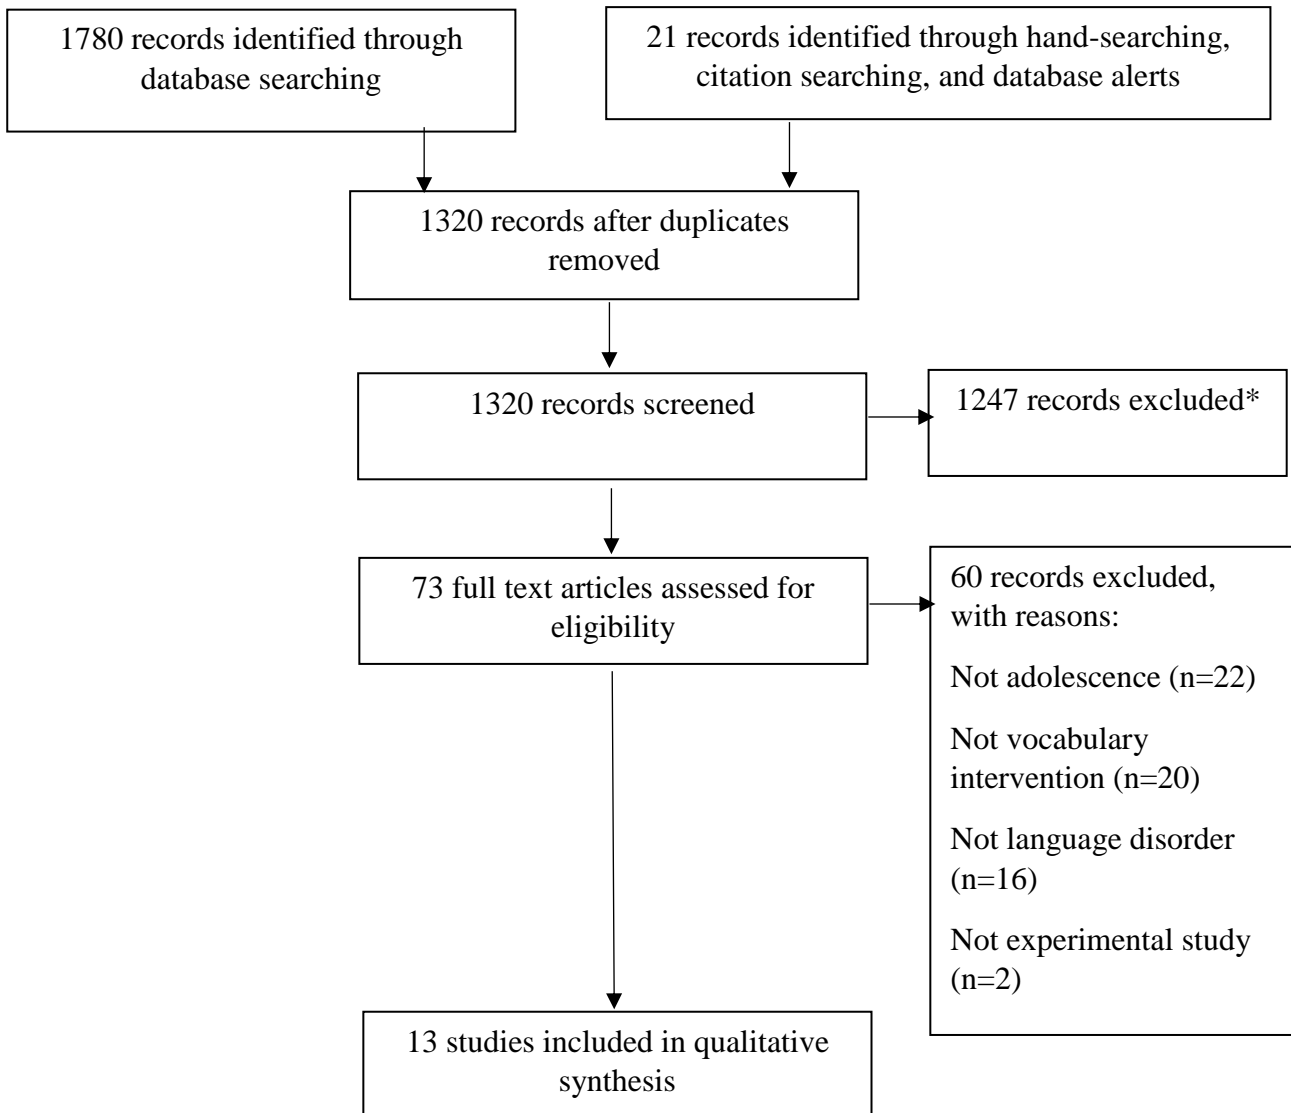 1780 records identified through
database searching
21 records identified through hand-searching,
citation searching, and database alerts
1320 records after duplicates
removed
1320 records screened
1247 records excluded*
73 full text articles assessed for
eligibility
60 records excluded,
with reasons:
Not adolescence (n=22)
Not vocabulary
intervention (n=20)
Not language disorder
(n=16)
Not experimental study
(n=2)
13 studies included in qualitative
synthesis